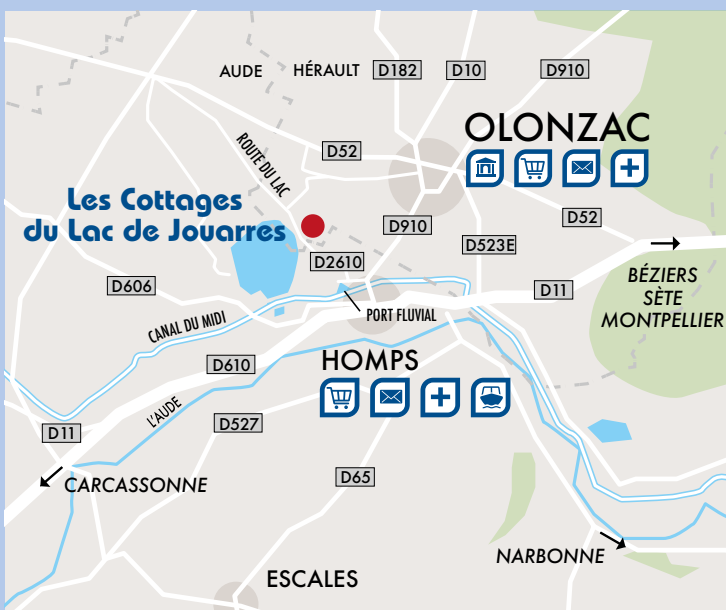 AUDE
HÉRAULT
D182
D10
D910
OLONZAC
ROUTE DU LAC
D52
Les Cottages
du Lac de Jouarres
D910
D52
D523E
D2610
D606
D11
BÉZIERS
SÈTE
MONTPELLIER
PORT FLUVIAL
CANAL DU MIDI
HOMPS
D610
L'AUDE
D527
D11
D65
CARCASSONNE
NARBONNE
ESCALES